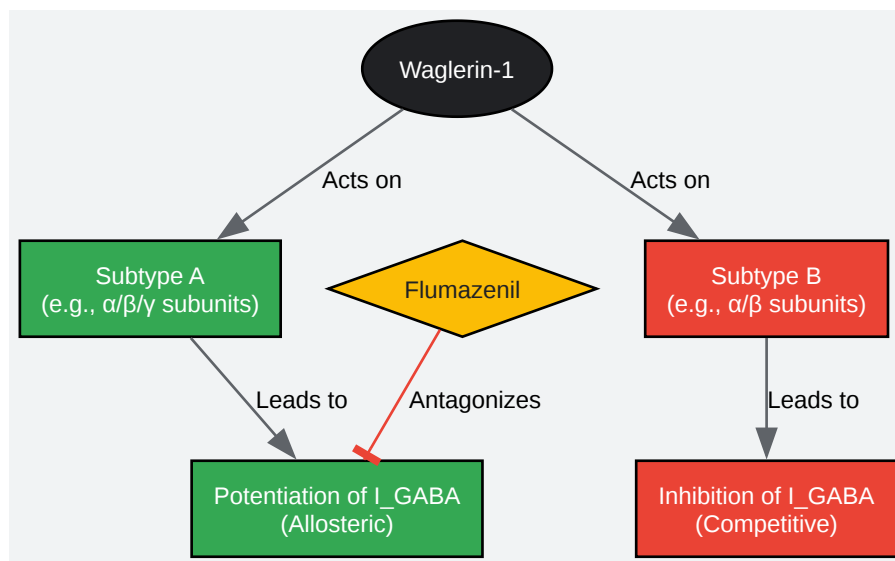 Waglerin-1
Acts on
Acts on
Subtype A
(e.g., α/β/γ subunits)
Flumazenil
Subtype B
(e.g., α/β subunits)
Leads to
Antagonizes
Leads to
Potentiation of I_GABA
(Allosteric)
Inhibition of I_GABA
(Competitive)